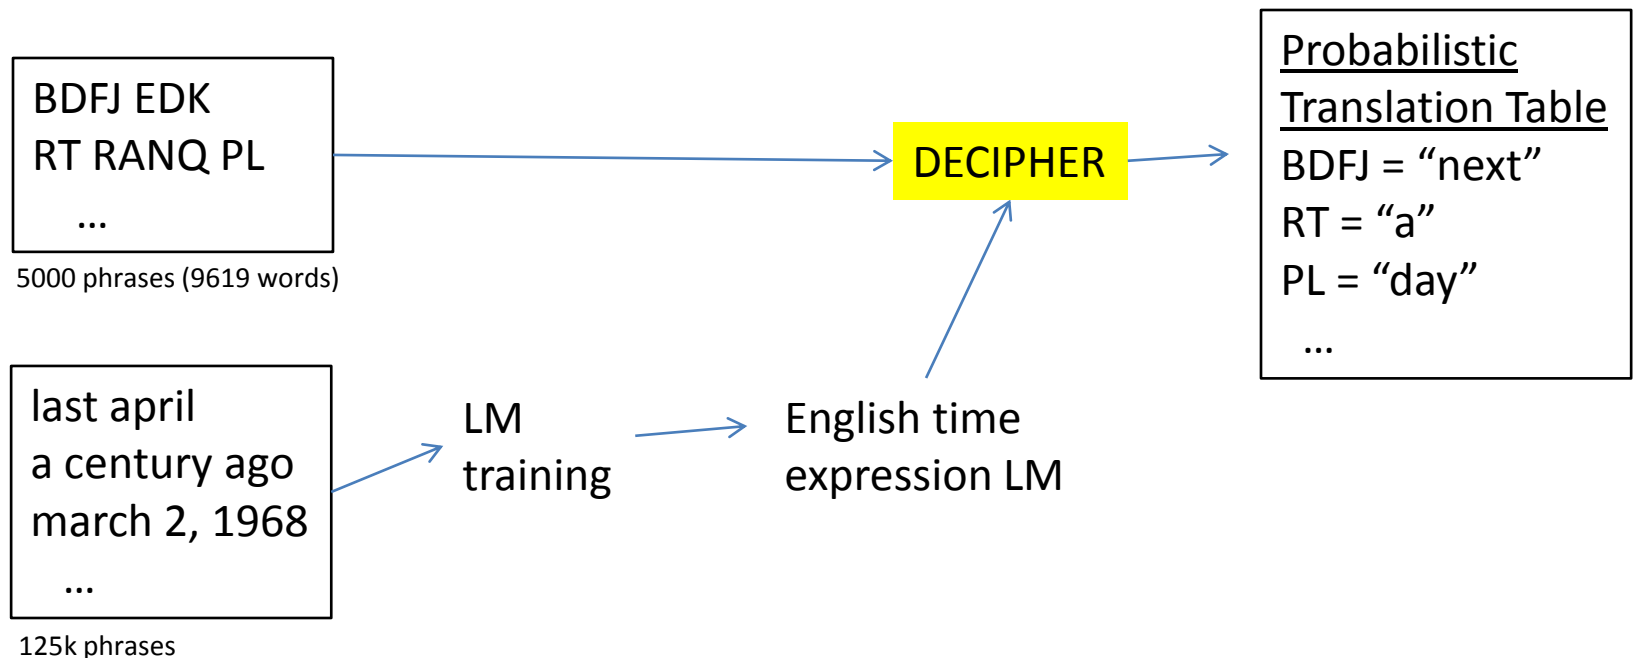 BDFJ EDK
RT RANQ PL
...
5000 phrases (9619 words)
last april
a century ago
march 2, 1968
...
125k phrases
LM
training
English time
expression LM
DECIPHER
Probabilistic
Translation Table
BDFJ = “next”
RT = “a”
PL = “day”
...